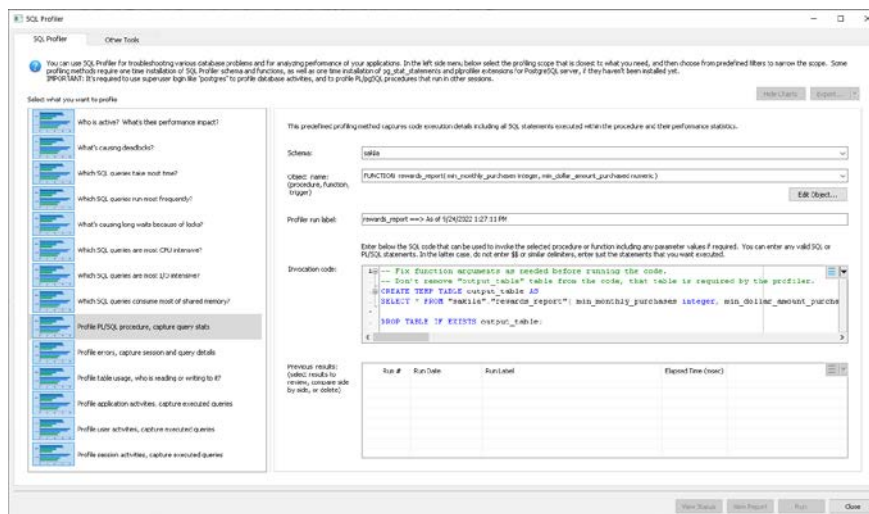 SQL Profiler
SQL Profiler
Other Tools
You can use SQL Profiler for troubleshooting various database problems and for analyzing performance of your applications. In the left side menu below select the profiling scope that is closest to what you need, and then choose from predefined filters to narrow the scope. Some
profiling methods require one time installation of SQL Profiler schema and functions, as well as one time installation of pg_stat_statements and plprofiler extensions for PostgreSQL server, if they haven't been installed yet.
IMPORTANT: It's required to use superuser login like "postgres" to profile database activities, and to profile PL/pgSQL procedures that run in other sessions.
Hide Charts
Export...
Select what you want to profile
Who is active? What's their performance impact?
What's causing deadlocks?
Which SQL queries take most time?
Which SQL queries run most frequently?
What's causing long waits because of locks?
Which SQL queries are most CPU intensive?
Which SQL queries are most I/O intensive?
Which SQL queries consume most of shared memory?
Profile PL/SQL procedure, capture query stats
Profile errors, capture session and query details
Profile table usage, who is reading or writing to it?
Profile application activities, capture executed queries
Profile user activities, capture executed queries
Profile session activities, capture executed queries
This predefined profiling method captures code execution details including all SQL statements executed within the procedure and their performance statistics.
Schema:
sakila
Object name:
(procedure, function,
trigger)
FUNCTION rewards_report( min_monthly_purchases integer, min_dollar_amount_purchased numeric )
Edit Object...
Profiler run label:
rewards_report ==> As of 9/24/2022 1:27:11 PM
Enter below the SQL code that can be used to invoke the selected procedure or function including any parameter values if required. You can enter any valid SQL or
PL/SQL statements. In the latter case, do not enter $$ or similar delimiters, enter just the statements that you want executed.
Invocation code:
1
-- Fix function arguments as needed before running the code.
-- Don't remove "output_table" table from the code, that table is required by the profiler.
CREATE TEMP TABLE output_table AS
SELECT * FROM "sakila"."rewards_report"( min_monthly_purchases integer, min_dollar_amount_purcha
DROP TABLE IF EXISTS output_table;
Previous results:
(select results to
review, compare side
by side, or delete)
Run #
Run Date
Run Label
Elapsed Time (msec)
View Status
View Report
Run
Close